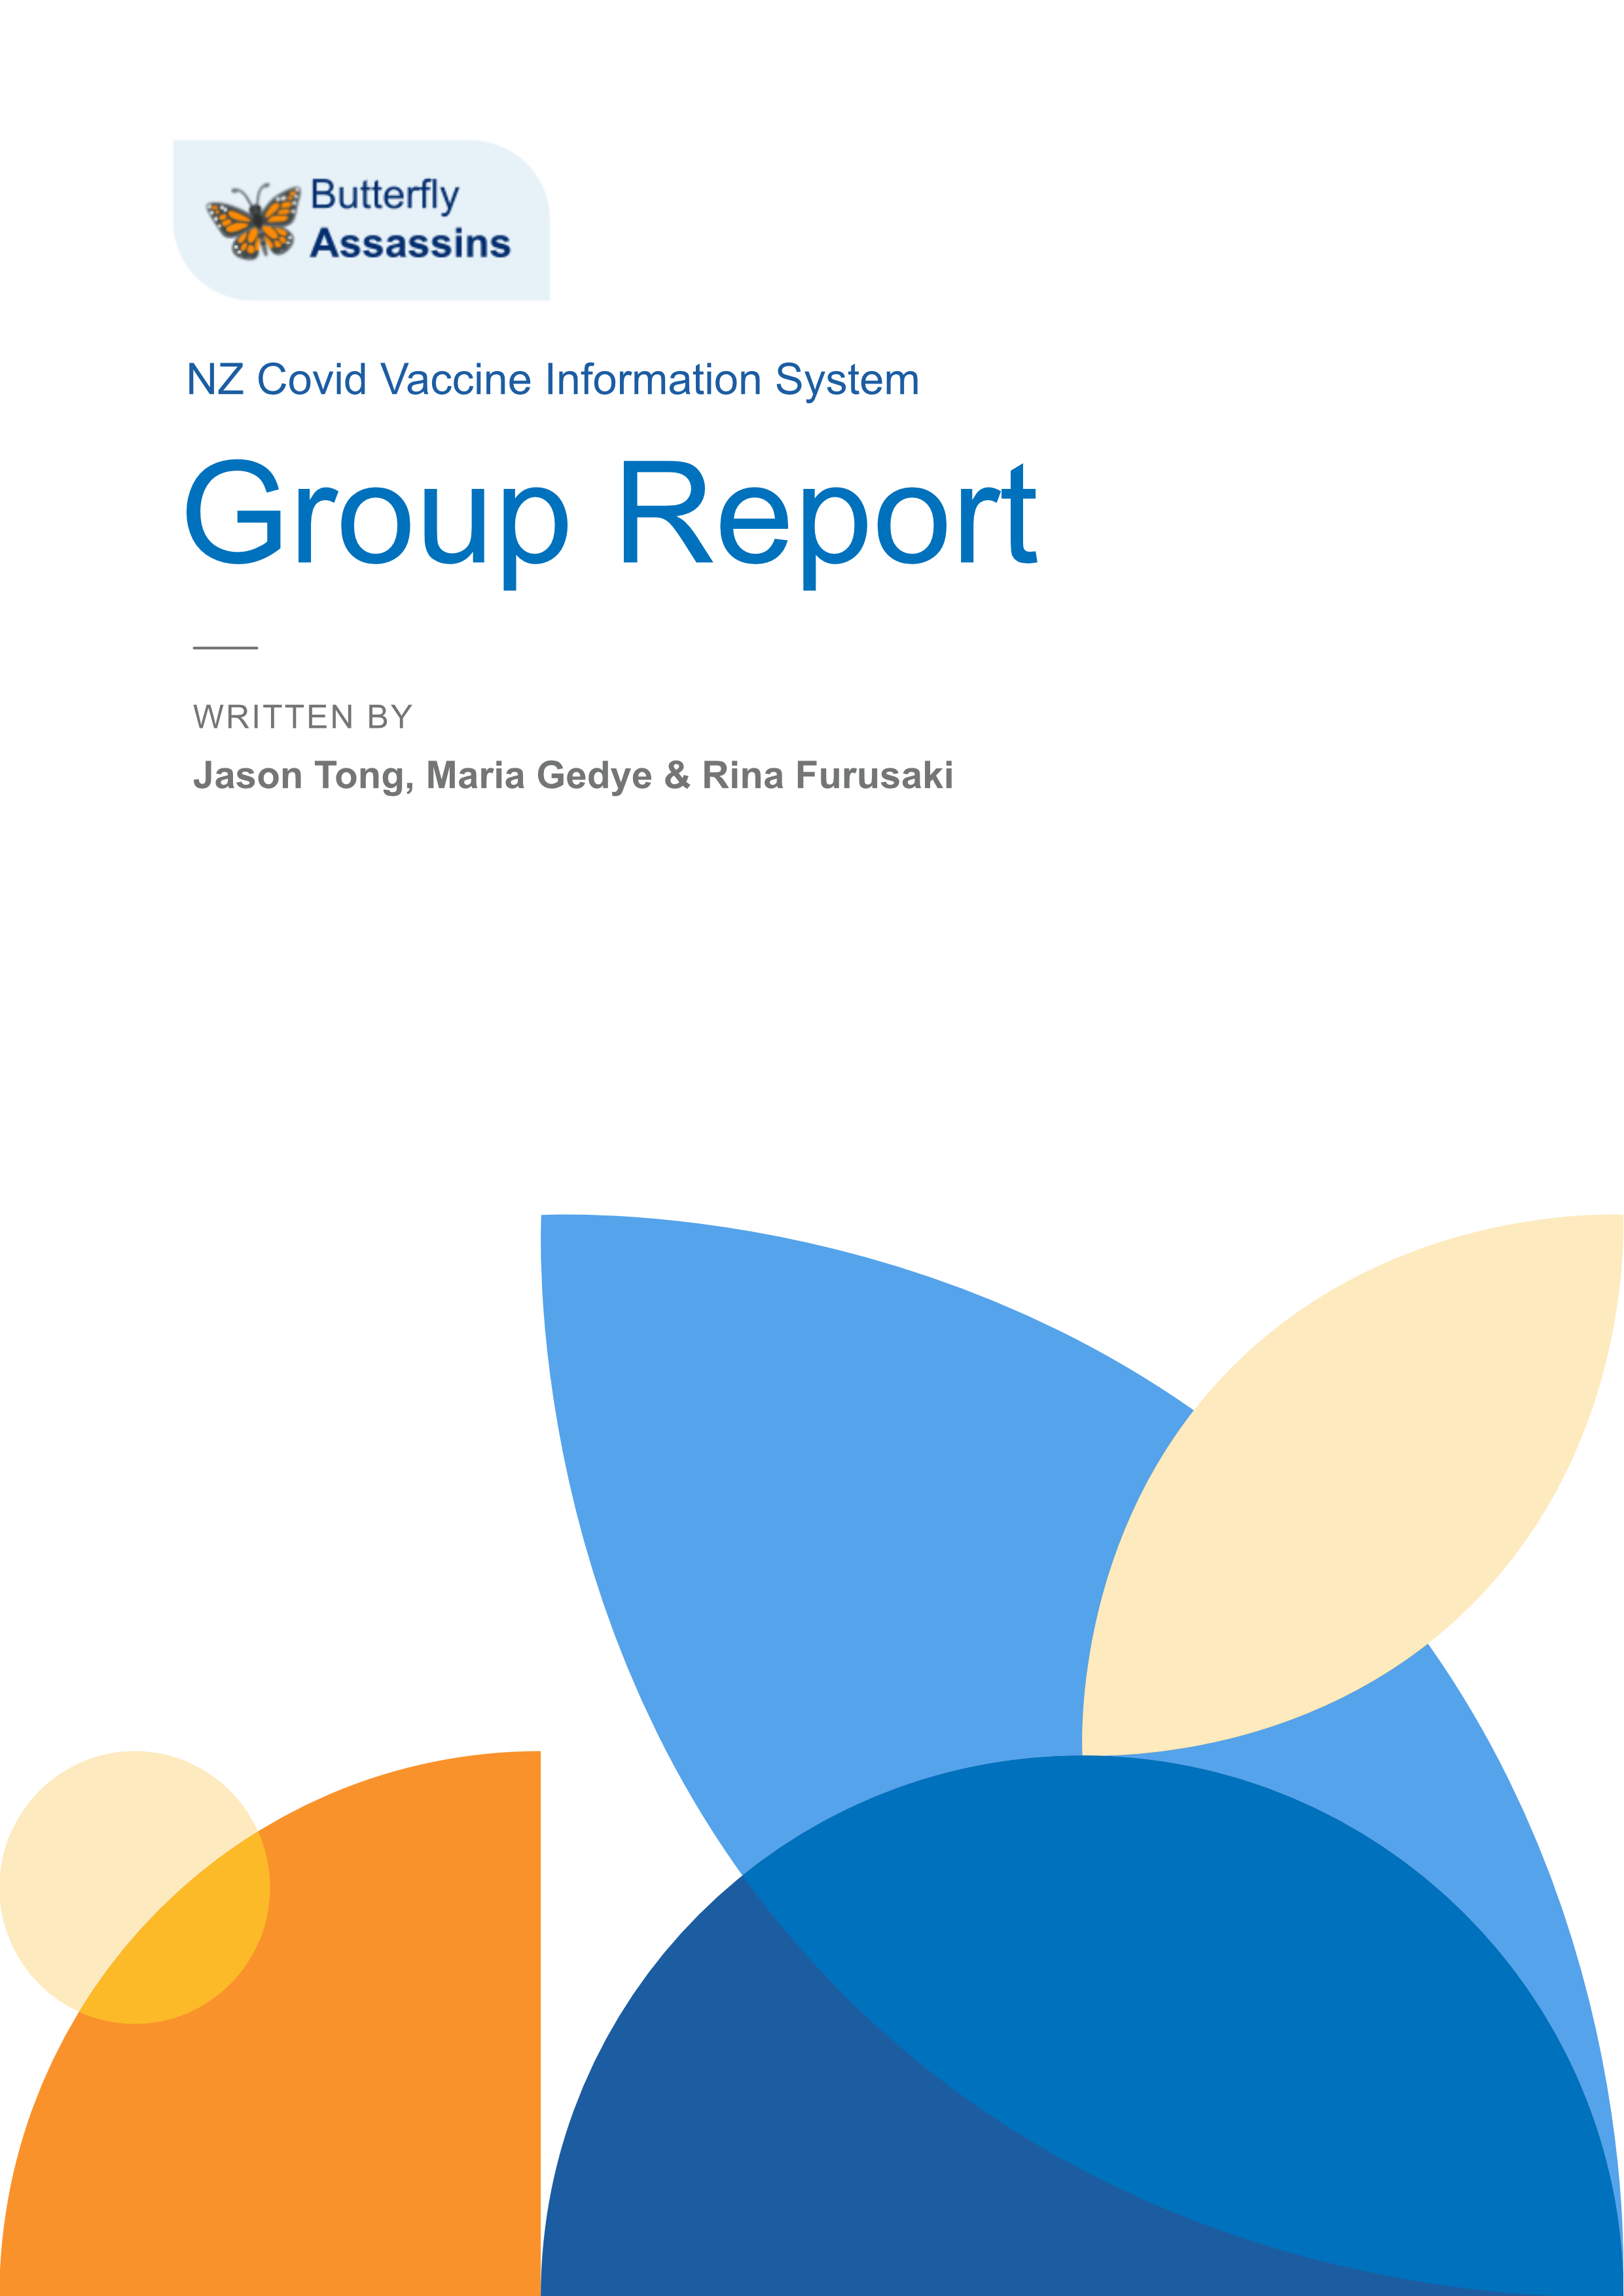 Butterfly
Assassins
NZ Covid Vaccine Information System
Group Report
WRITTEN BY
Jason Tong, Maria Gedye & Rina Furusaki